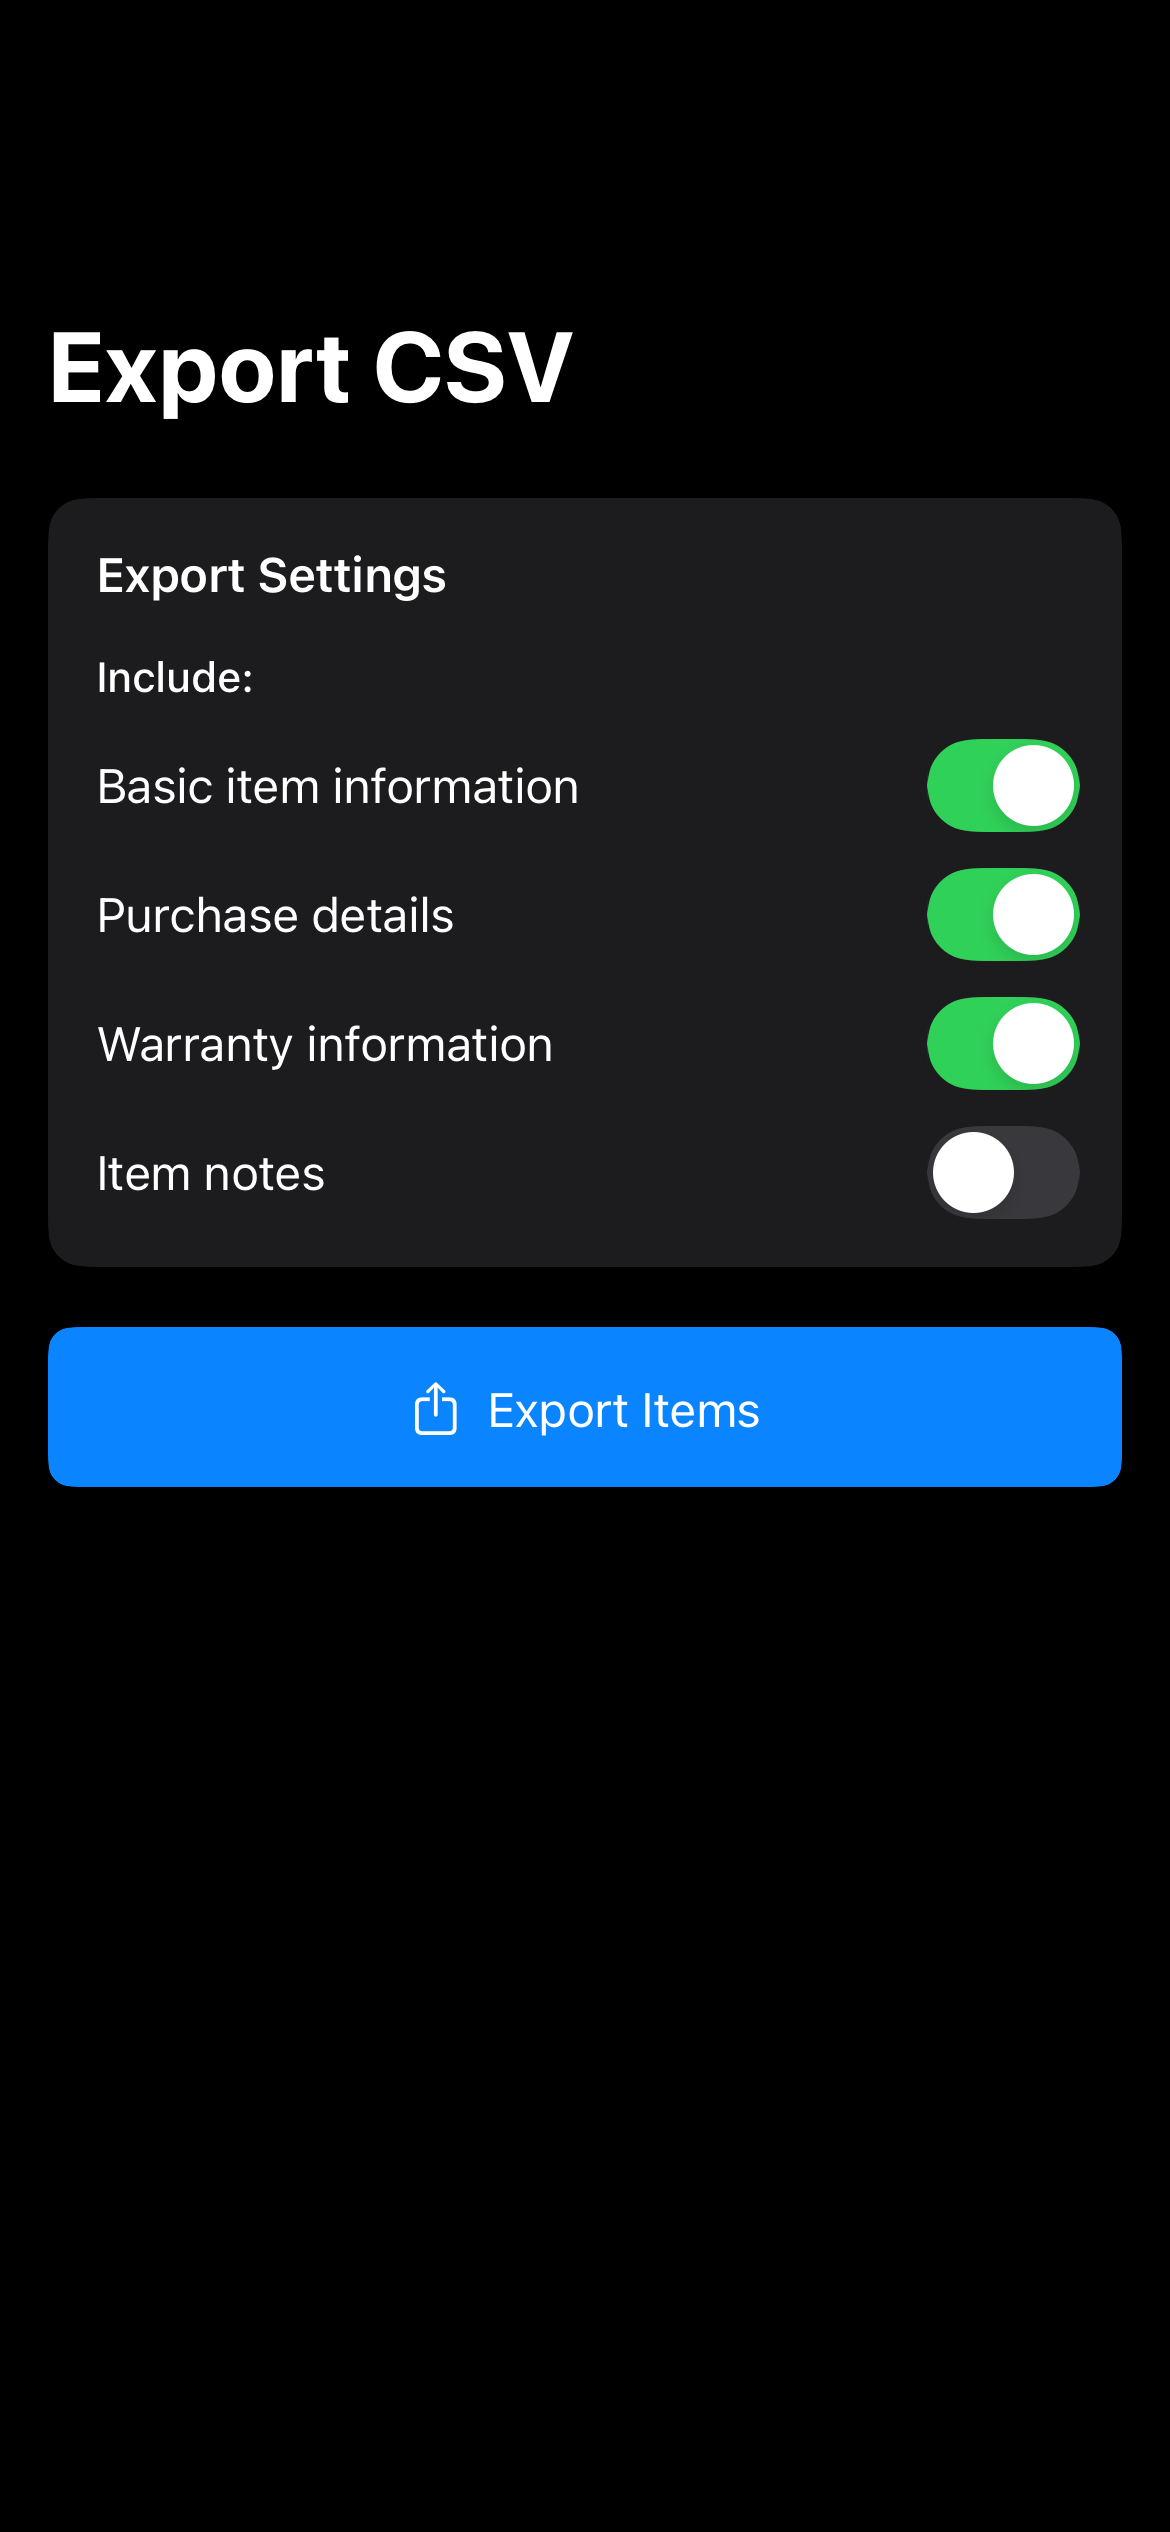 Export CSV
Export Settings
Include:
Basic item information
Purchase details
Warranty information
Item notes
Export Items